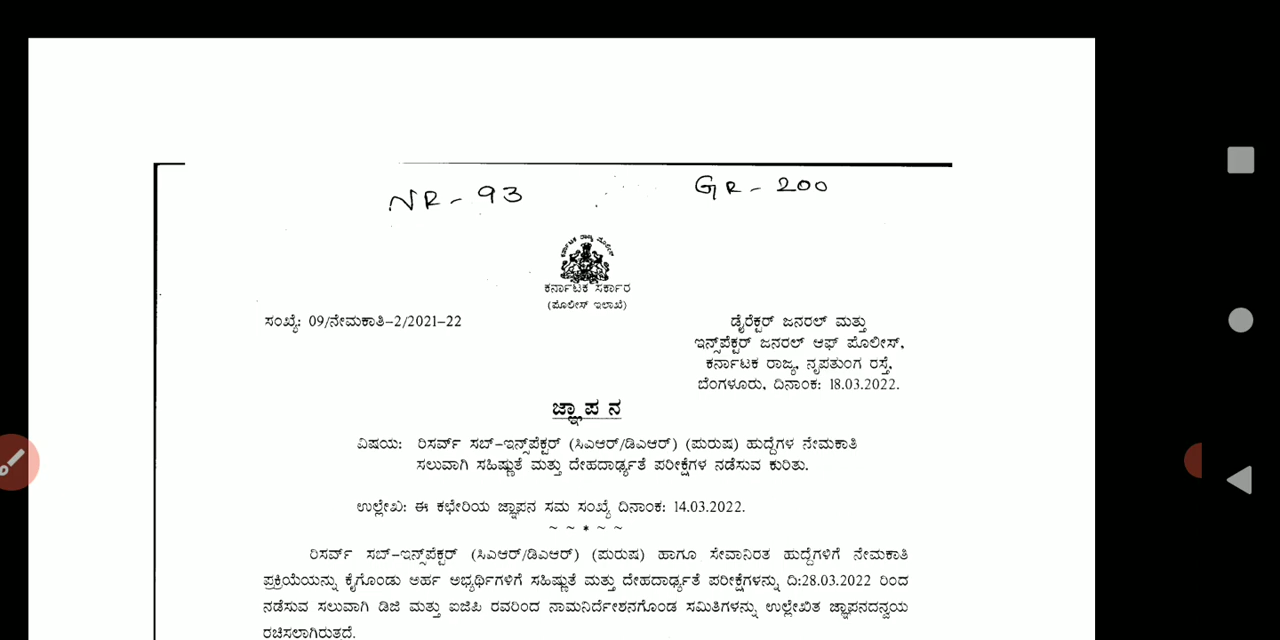 NR - 93
GR - 200
ಕರ್ನಾಟಕ ರಾಜ್ಯ ಪೊಲೀಸ್
ಕರ್ನಾಟಕ ಸರ್ಕಾರ
(ಪೊಲೀಸ್ ಇಲಾಖೆ)
ಸಂಖ್ಯೆ: 09/ನೇಮಕಾತಿ-2/2021-22
ಡೈರೆಕ್ಟರ್ ಜನರಲ್ ಮತ್ತು
ಇನ್ಸ್‌ಪೆಕ್ಟರ್ ಜನರಲ್ ಆಫ್ ಪೊಲೀಸ್,
ಕರ್ನಾಟಕ ರಾಜ್ಯ, ನೃಪತುಂಗ ರಸ್ತೆ,
ಬೆಂಗಳೂರು, ದಿನಾಂಕ: 18.03.2022.
ಜ್ಞಾಪನ
ವಿಷಯ: ರಿಸರ್ವ್ ಸಬ್-ಇನ್ಸ್‌ಪೆಕ್ಟರ್ (ಸಿಎಆರ್/ಡಿಎಆರ್) (ಪುರುಷ) ಹುದ್ದೆಗಳ ನೇಮಕಾತಿ
ಸಲುವಾಗಿ ಸಹಿಷ್ಣುತೆ ಮತ್ತು ದೇಹದಾರ್ಢ್ಯತೆ ಪರೀಕ್ಷೆಗಳ ನಡೆಸುವ ಕುರಿತು.
ಉಲ್ಲೇಖ: ಈ ಕಛೇರಿಯ ಜ್ಞಾಪನ ಸಮ ಸಂಖ್ಯೆ ದಿನಾಂಕ: 14.03.2022.
~ ~ * ~ ~
ರಿಸರ್ವ್ ಸಬ್-ಇನ್ಸ್‌ಪೆಕ್ಟರ್ (ಸಿಎಆರ್/ಡಿಎಆರ್) (ಪುರುಷ) ಹಾಗೂ ಸೇವಾನಿರತ ಹುದ್ದೆಗಳಿಗೆ ನೇಮಕಾತಿ
ಪ್ರಕ್ರಿಯೆಯನ್ನು ಕೈಗೊಂಡು ಅರ್ಹ ಅಭ್ಯರ್ಥಿಗಳಿಗೆ ಸಹಿಷ್ಣುತೆ ಮತ್ತು ದೇಹದಾರ್ಢ್ಯತೆ ಪರೀಕ್ಷೆಗಳನ್ನು ದಿ:28.03.2022 ರಿಂದ
ನಡೆಸುವ ಸಲುವಾಗಿ ಡಿಜಿ ಮತ್ತು ಐಜಿಪಿ ರವರಿಂದ ನಾಮನಿರ್ದೇಶನಗೊಂಡ ಸಮಿತಿಗಳನ್ನು ಉಲ್ಲೇಖಿತ ಜ್ಞಾಪನದನ್ವಯ
ರಚಿಸಲಾಗಿರುತ್ತದೆ.